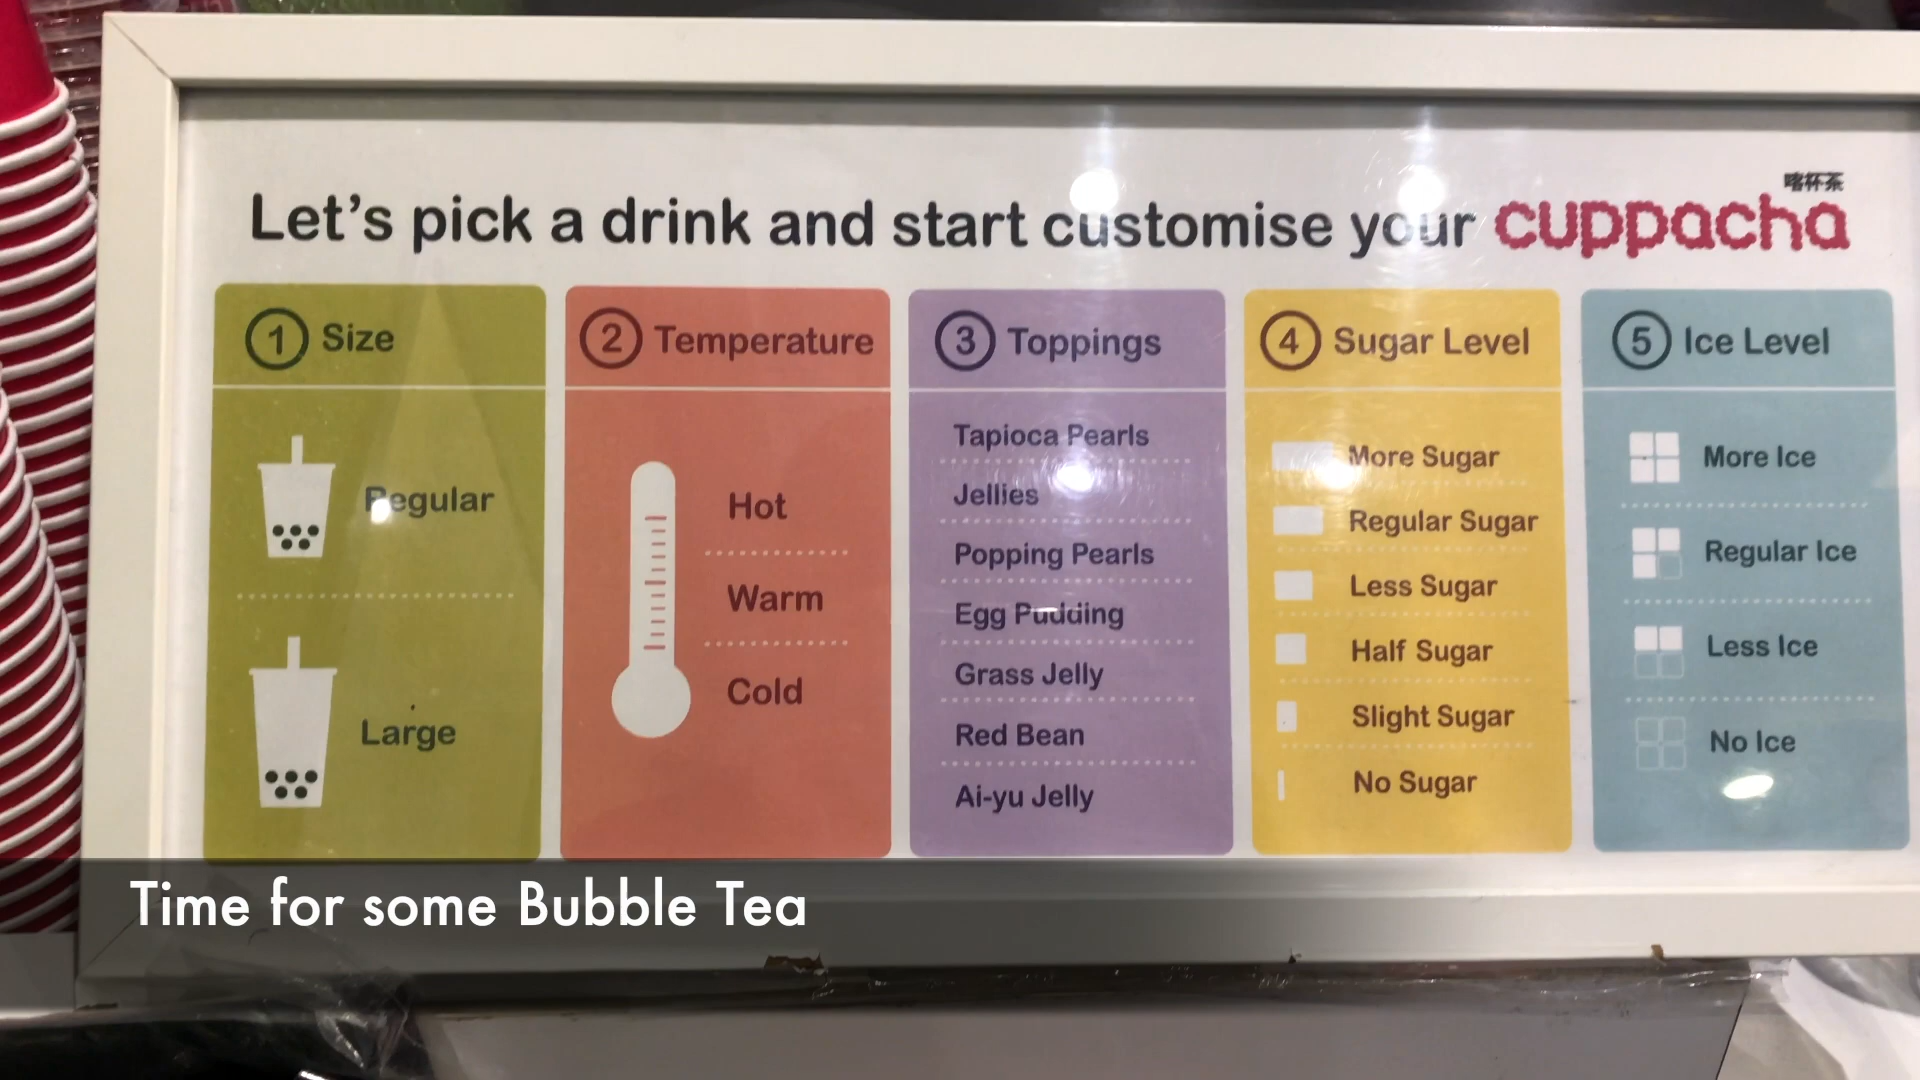 喀杯茶
Let's pick a drink and start customise your cuppacha
1 Size
Regular
Large
2 Temperature
Hot
Warm
Cold
3 Toppings
Tapioca Pearls
Jellies
Popping Pearls
Egg Pudding
Grass Jelly
Red Bean
Ai-yu Jelly
4 Sugar Level
More Sugar
Regular Sugar
Less Sugar
Half Sugar
Slight Sugar
No Sugar
5 Ice Level
More Ice
Regular Ice
Less Ice
No Ice
Time for some Bubble Tea